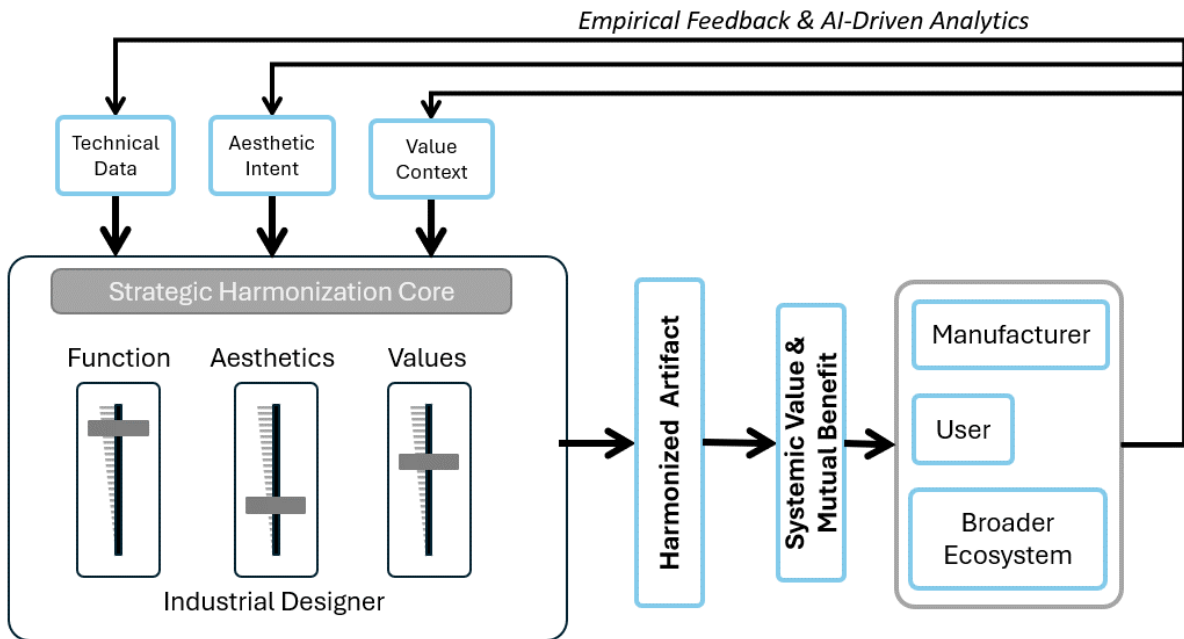 Empirical Feedback & AI-Driven Analytics
Technical
Data
Aesthetic
Intent
Value
Context
Strategic Harmonization Core
Function
Aesthetics
Values
Industrial Designer
Harmonized Artifact
Systemic Value &
Mutual Benefit
Manufacturer
User
Broader
Ecosystem